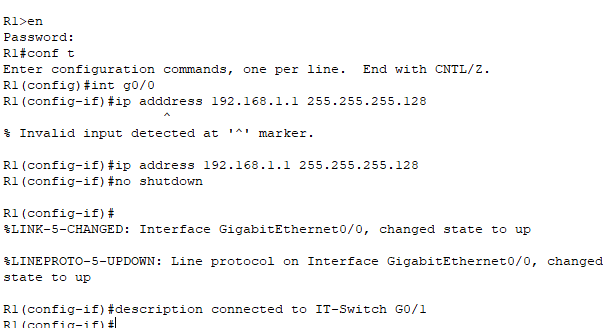 R1>en
Password:
R1#conf t
Enter configuration commands, one per line.  End with CNTL/Z.
R1(config)#int g0/0
R1(config-if)#ip adddress 192.168.1.1 255.255.255.128
^
% Invalid input detected at '^' marker.
R1(config-if)#ip address 192.168.1.1 255.255.255.128
R1(config-if)#no shutdown
R1(config-if)#
%LINK-5-CHANGED: Interface GigabitEthernet0/0, changed state to up
%LINEPROTO-5-UPDOWN: Line protocol on Interface GigabitEthernet0/0, changed
state to up
R1(config-if)#description connected to IT-Switch G0/1
R1(config-if)#